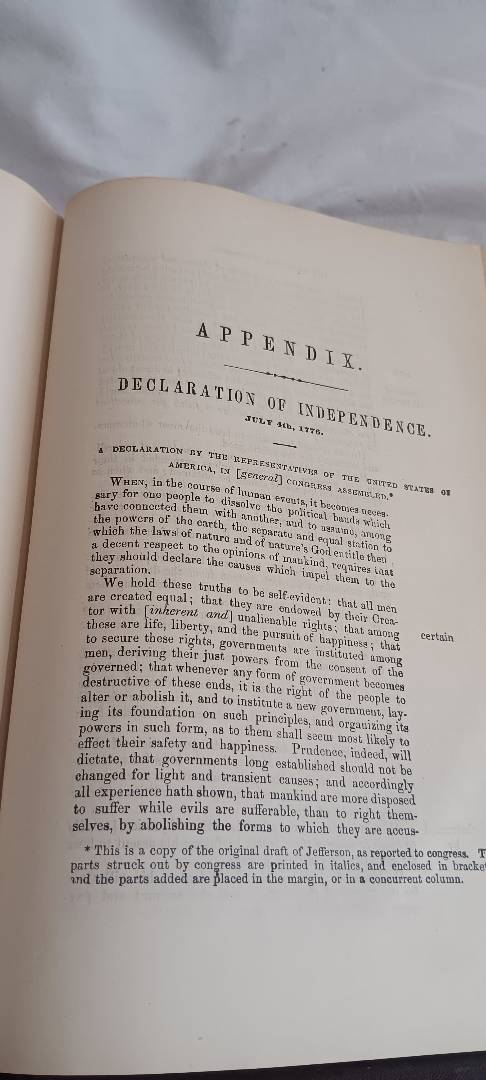 APPENDIX.
DECLARATION OF INDEPENDENCE.
JULY 4th, 1776.
A DECLARATION BY THE REPRESENTATIVES OF THE UNITED STATES OF
AMERICA, IN [general] CONGRESS ASSEMBLED.*
WHEN, in the course of human events, it becomes neces-
sary for one people to dissolve the political bands which
have connected them with another, and to assume, among
the powers of the earth, the separate and equal station to
which the laws of nature and of nature's God entitle them
a decent respect to the opinions of mankind, requires that
they should declare the causes which impel them to the
separation.
We hold these truths to be self-evident: that all men
are created equal; that they are endowed by their Crea-
tor with [inherent and] unalienable rights; that among certain
these are life, liberty, and the pursuit of happiness; that
to secure these rights, governments are instituted among
men, deriving their just powers from the consent of the
governed; that whenever any form of government becomes
destructive of these ends, it is the right of the people to
alter or abolish it, and to institute a new government, lay-
ing its foundation on such principles, and organizing its
powers in such form, as to them shall seem most likely to
effect their safety and happiness. Prudence, indeed, will
dictate, that governments long established should not be
changed for light and transient causes; and accordingly
all experience hath shown, that mankind are more disposed
to suffer while evils are sufferable, than to right them-
selves, by abolishing the forms to which they are accus-
* This is a copy of the original draft of Jefferson, as reported to congress. T
parts struck out by congress are printed in italics, and enclosed in bracke
and the parts added are placed in the margin, or in a concurrent column.